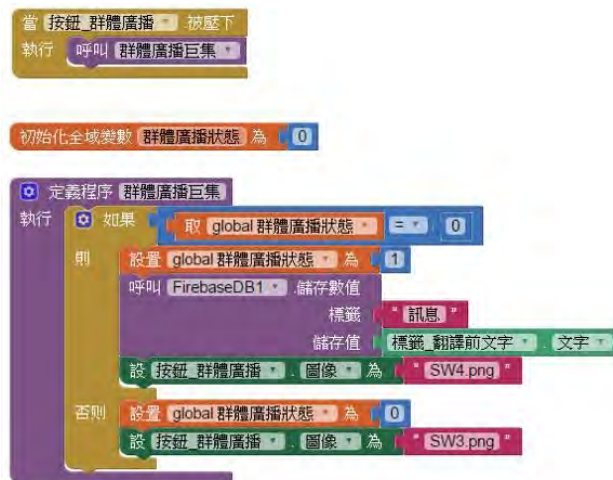 當 按鈕_群體廣播 被壓下
執行 呼叫 群體廣播巨集
初始化全域變數 群體廣播狀態 為 0
定義程序 群體廣播巨集
執行 如果 取 global 群體廣播狀態 = 0
則 設置 global 群體廣播狀態 為 1
呼叫 FirebaseDB1 .儲存數值
標籤 " 訊息 "
儲存值 標籤_翻譯前文字 . 文字
設 按鈕_群體廣播 . 圖像 為 " SW4.png "
否則 設置 global 群體廣播狀態 為 0
設 按鈕_群體廣播 . 圖像 為 " SW3.png "